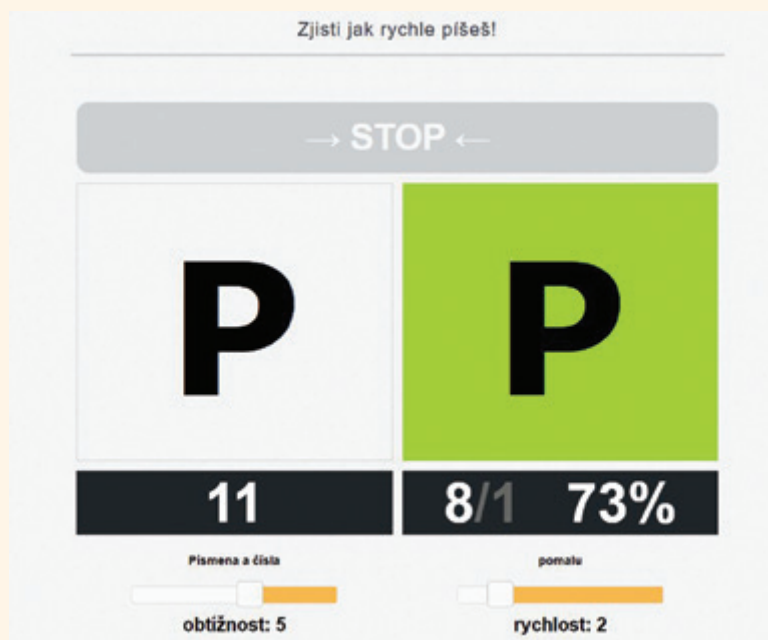 Zjisti jak rychle píšeš!
→ STOP ←
P P
11 8/1 73%
Písmena a čísla pomalu
obtížnost: 5 rychlost: 2